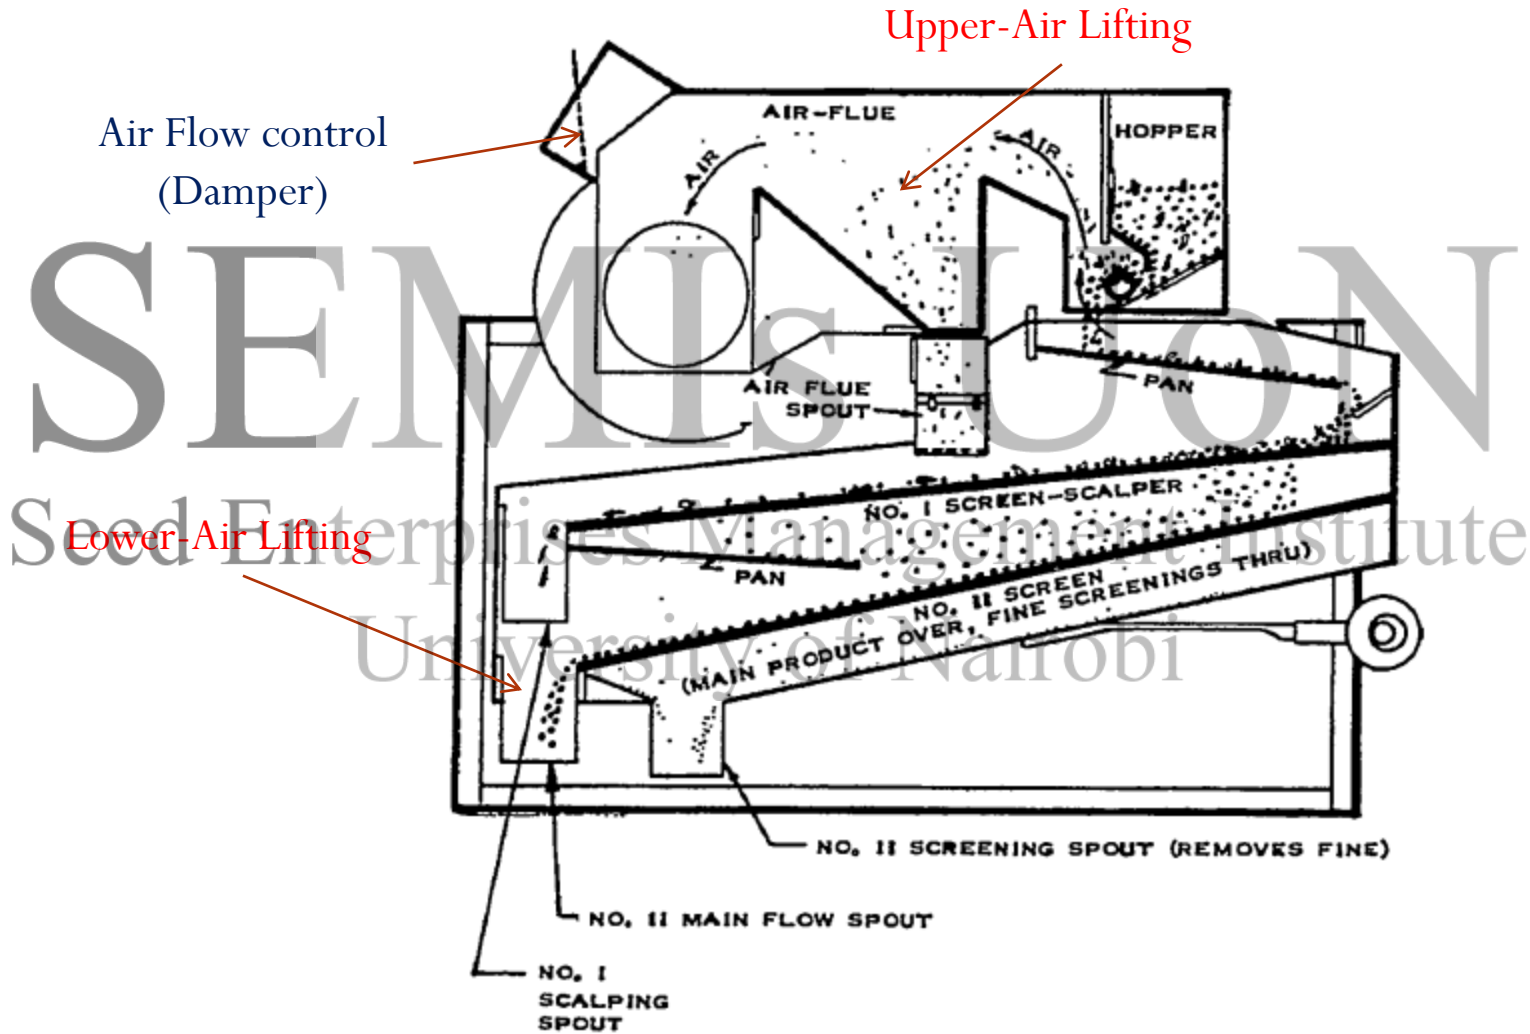 Upper-Air Lifting
Air Flow control
(Damper)
AIR-FLUE
HOPPER
AIR
AIR
PAN
AIR FLUE
SPOUT
SEMIs UoN
NO. I SCREEN-SCALPER
Seed Enterprises Management Institute
Lower-Air Lifting
PAN
NO. II SCREEN
(MAIN PRODUCT OVER, FINE SCREENINGS THRU)
University of Nairobi
NO. II SCREENING SPOUT (REMOVES FINE)
NO. II MAIN FLOW SPOUT
NO. I
SCALPING
SPOUT